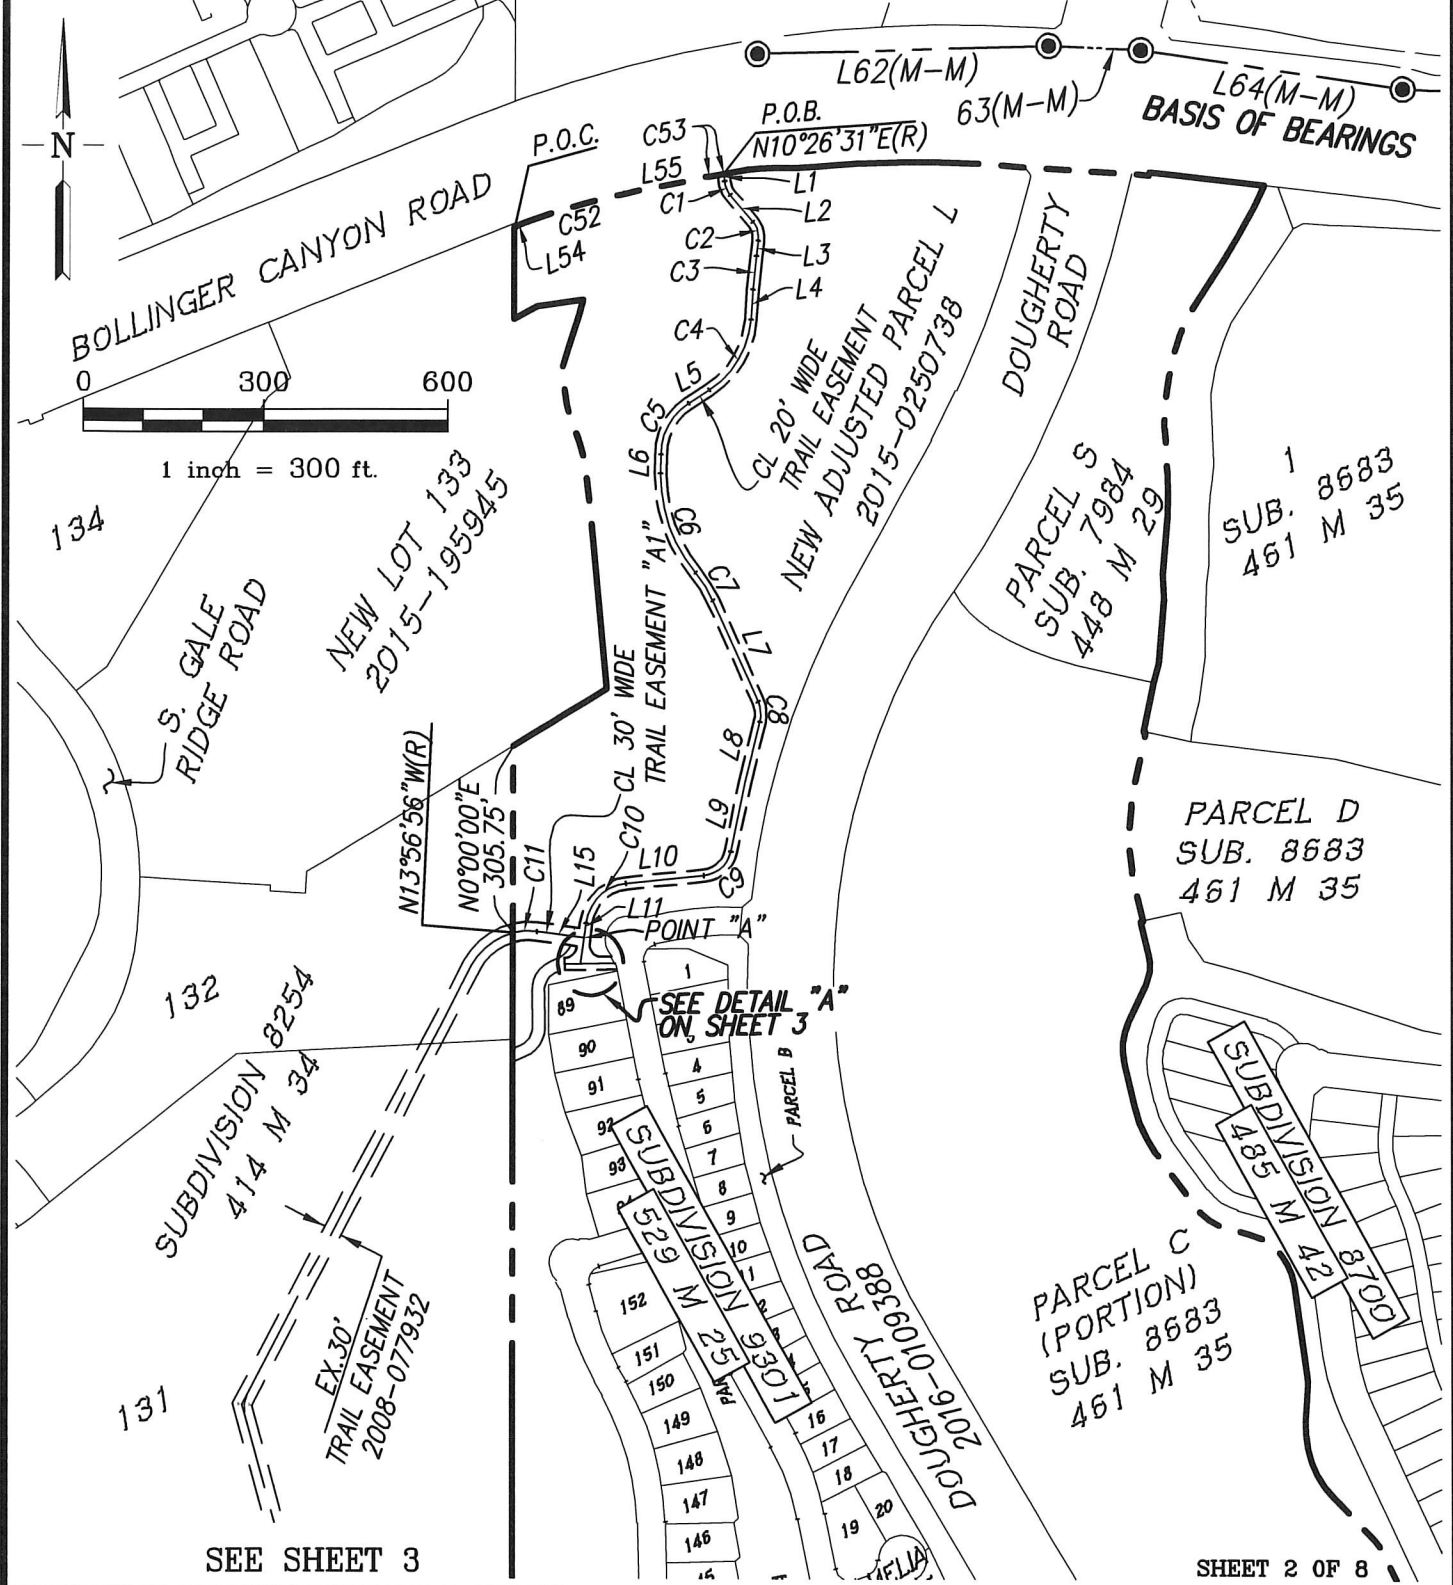 L62(M-M)
63(M-M)
L64(M-M)
BASIS OF BEARINGS
N
P.O.C.
C53
P.O.B.
N10°26'31"E(R)
L55
C1
L1
L2
C52
L54
C2
C3
L3
L4
BOLLINGER CANYON ROAD
C4
L5
C5
L6
C6
C7
L7
C8
L8
L9
C9
CL 20' WIDE
TRAIL EASEMENT
NEW ADJUSTED PARCEL L
2015-0250738
DOUGHERTY
ROAD
0 300 600
1 inch = 300 ft.
134
NEW LOT 133
2015-195945
S. GALE
RIDGE ROAD
PARCEL S
SUB. 7984
448 M 29
1
SUB. 8683
461 M 35
CL 30' WIDE
TRAIL EASEMENT "A1"
N13°56'56"W(R)
N0°00'00"E
305.75'
C11
L15
C10
L10
L11
POINT "A"
SEE DETAIL "A"
ON SHEET 3
PARCEL D
SUB. 8683
461 M 35
132
SUBDIVISION 8254
414 M 34
131
EX.30'
TRAIL EASEMENT
2008-077932
1
4
5
6
7
8
9
10
11
16
17
18
19
20
89
90
91
92
93
152
151
150
149
148
147
146
SUBDIVISION 9301
529 M 25
PARCEL B
DOUGHERTY ROAD
2016-0109388
PARCEL C
(PORTION)
SUB. 8683
461 M 35
SUBDIVISION 8700
485 M 42
SEE SHEET 3
SHEET 2 OF 8